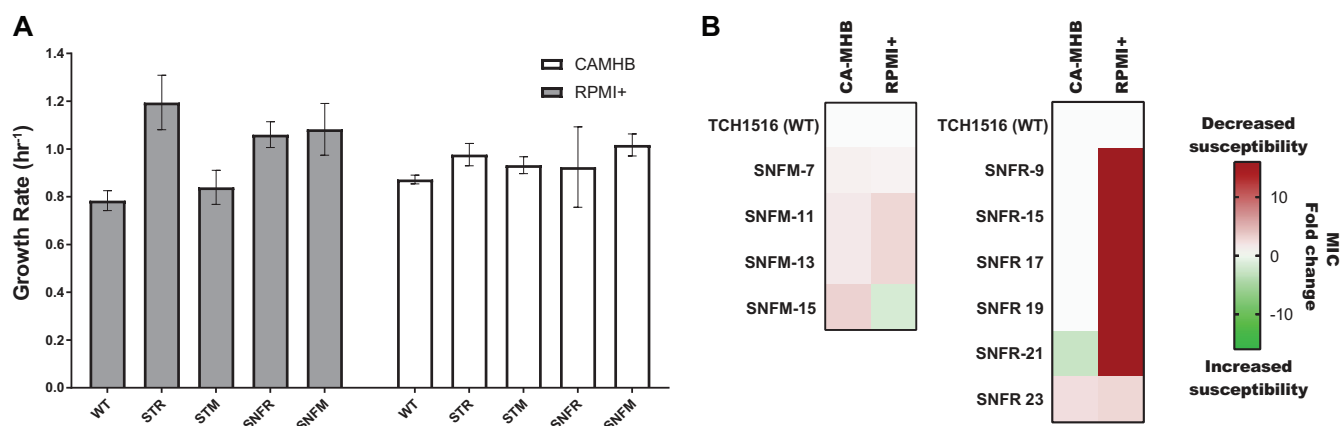 A
Growth Rate (hr-1)
1.4
1.2
1.0
0.8
0.6
0.4
0.2
0.0
CAMHB
RPMI+
WT
STR
STM
SNFR
SNFM
WT
STR
STM
SNFR
SNFM
B
CA-MHB
RPMI+
TCH1516 (WT)
SNFM-7
SNFM-11
SNFM-13
SNFM-15
CA-MHB
RPMI+
TCH1516 (WT)
SNFR-9
SNFR-15
SNFR 17
SNFR 19
SNFR-21
SNFR 23
Decreased
susceptibility
10
0
-10
MIC
Fold change
Increased
susceptibility